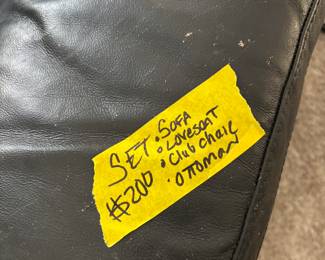 SET • SOFA
• LOVESEAT
$200 • Club Chair
• OTTOMAN